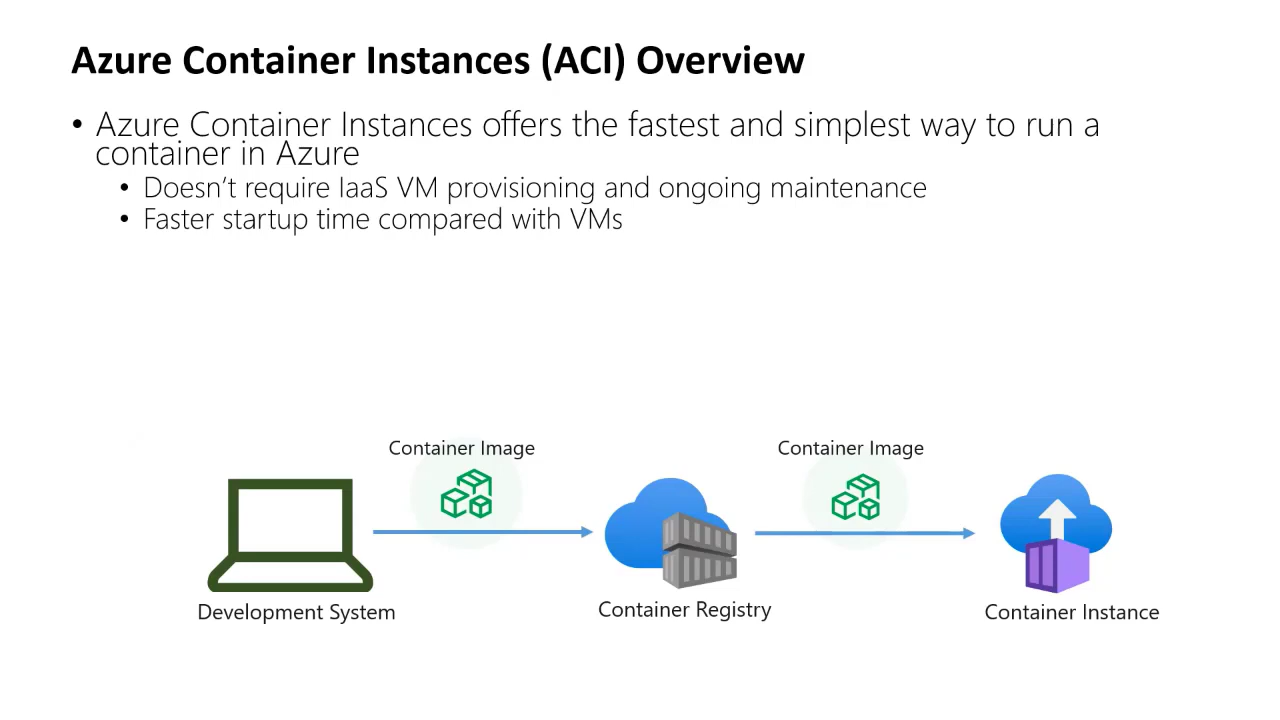 Azure Container Instances (ACI) Overview
• Azure Container Instances offers the fastest and simplest way to run a
container in Azure
• Doesn’t require IaaS VM provisioning and ongoing maintenance
• Faster startup time compared with VMs
Container Image
Container Image
Development System
Container Registry
Container Instance